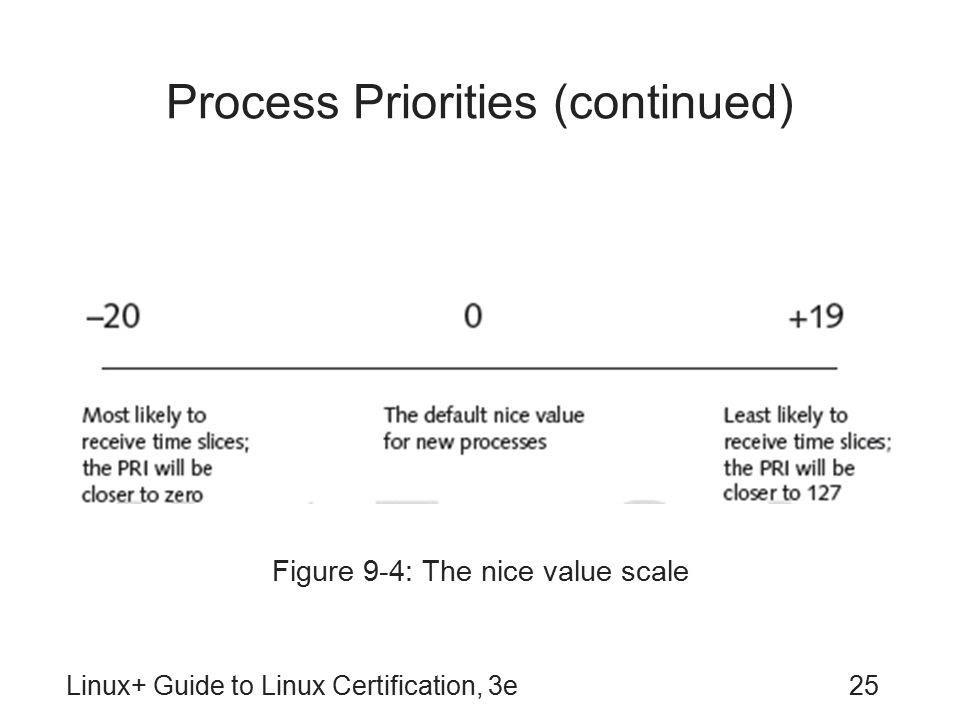 Process Priorities (continued)
–20 0 +19
Most likely to
receive time slices;
the PRI will be
closer to zero
The default nice value
for new processes
Least likely to
receive time slices;
the PRI will be
closer to 127
Figure 9-4: The nice value scale
Linux+ Guide to Linux Certification, 3e 25